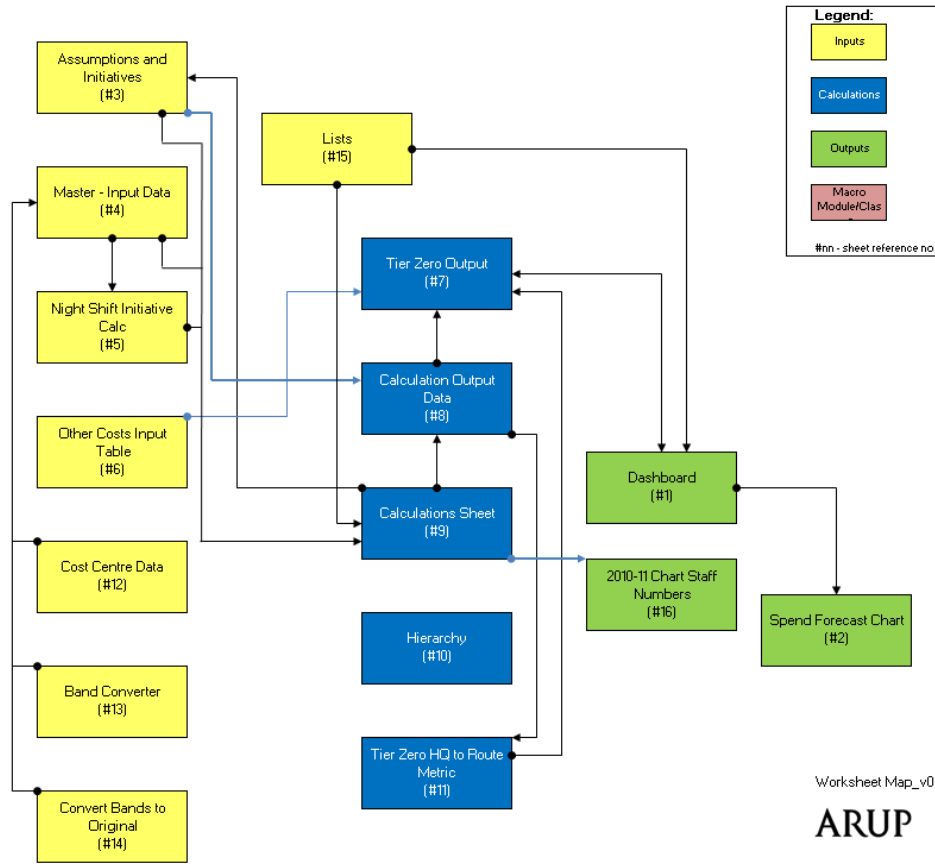 Legend:
Inputs
Calculations
Outputs
Macro
Module/Clas
#nn - sheet reference no
Assumptions and
Initiatives
(#3)
Lists
(#15)
Master - Input Data
(#4)
Tier Zero Output
(#7)
Night Shift Initiative
Calc
(#5)
Calculation Output
Data
(#8)
Other Costs Input
Table
(#6)
Dashboard
(#1)
Calculations Sheet
(#9)
Cost Centre Data
(#12)
2010-11 Chart Staff
Numbers
(#16)
Spend Forecast Chart
(#2)
Hierarchy
(#10)
Band Converter
(#13)
Tier Zero HQ to Route
Metric
(#11)
Convert Bands to
Original
(#14)
Worksheet Map_v0
ARUP